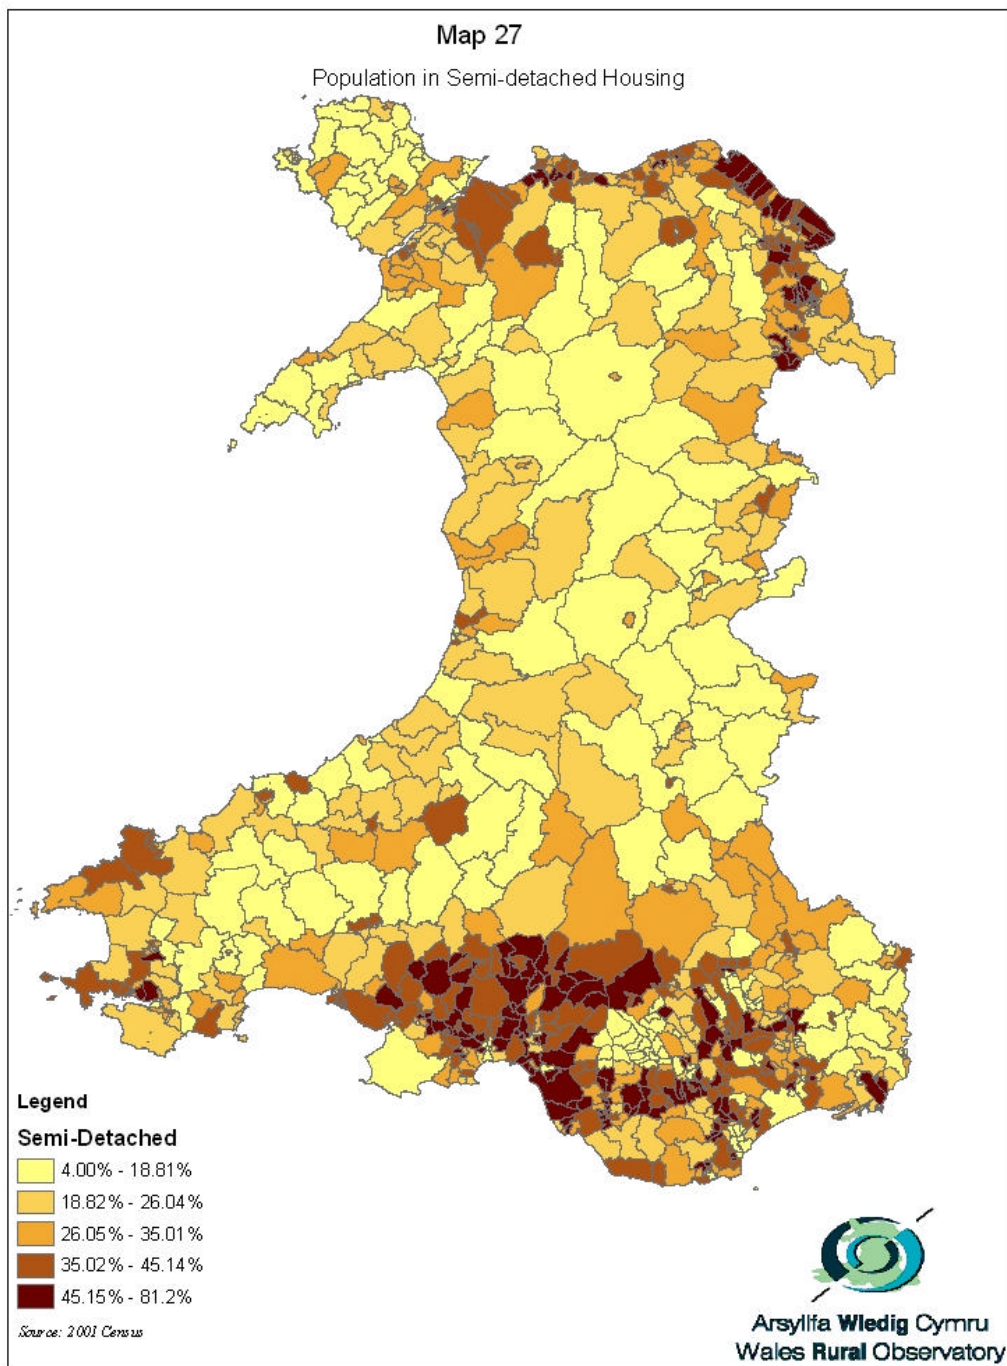 Map 27
Population in Semi-detached Housing
Legend
Semi-Detached
4.00% - 18.81%
18.82% - 26.04%
26.05% - 35.01%
35.02% - 45.14%
45.15% - 81.2%
Source: 2001 Census
Arsyllfa Wledig Cymru
Wales Rural Observatory